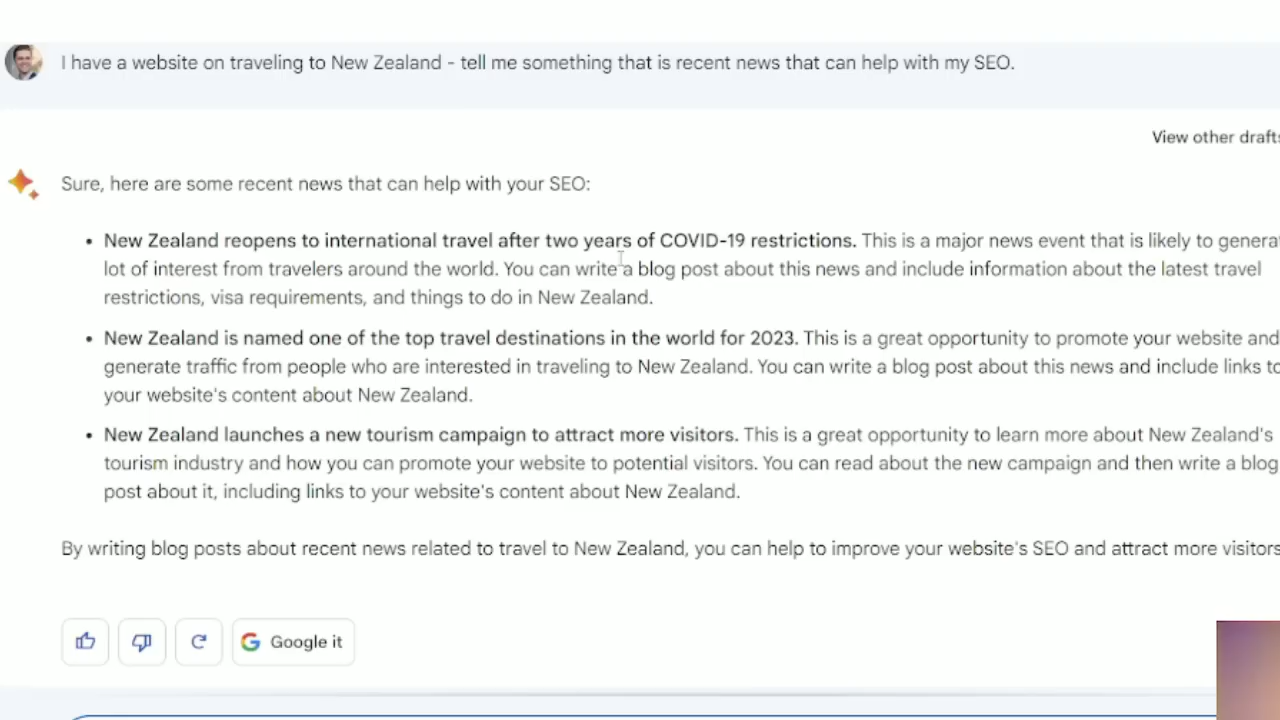 I have a website on traveling to New Zealand - tell me something that is recent news that can help with my SEO.
View other drafts
Sure, here are some recent news that can help with your SEO:
• New Zealand reopens to international travel after two years of COVID-19 restrictions. This is a major news event that is likely to genera
lot of interest from travelers around the world. You can write a blog post about this news and include information about the latest travel
restrictions, visa requirements, and things to do in New Zealand.
• New Zealand is named one of the top travel destinations in the world for 2023. This is a great opportunity to promote your website and
generate traffic from people who are interested in traveling to New Zealand. You can write a blog post about this news and include links to
your website's content about New Zealand.
• New Zealand launches a new tourism campaign to attract more visitors. This is a great opportunity to learn more about New Zealand's
tourism industry and how you can promote your website to potential visitors. You can read about the new campaign and then write a blog
post about it, including links to your website's content about New Zealand.
By writing blog posts about recent news related to travel to New Zealand, you can help to improve your website's SEO and attract more visitors
Google it